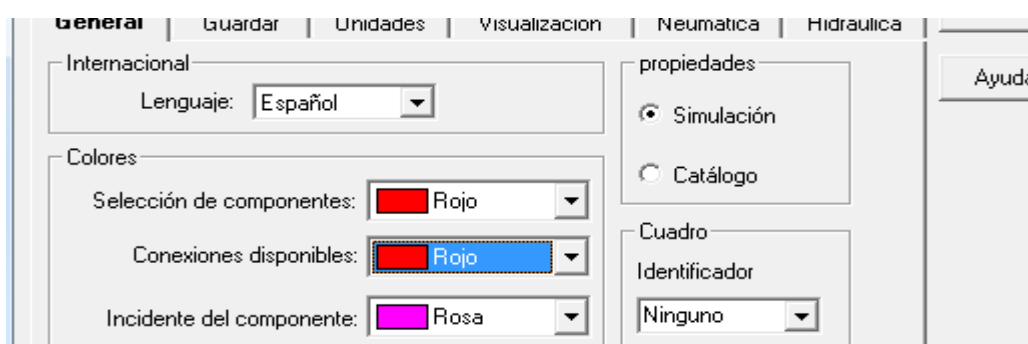 General Guardar Unidades Visualización Neumática Hidráulica
Internacional
Lenguaje: Español
propiedades
Simulación
Catálogo
Ayuda
Colores
Selección de componentes: Rojo
Conexiones disponibles: Rojo
Incidente del componente: Rosa
Cuadro
Identificador
Ninguno